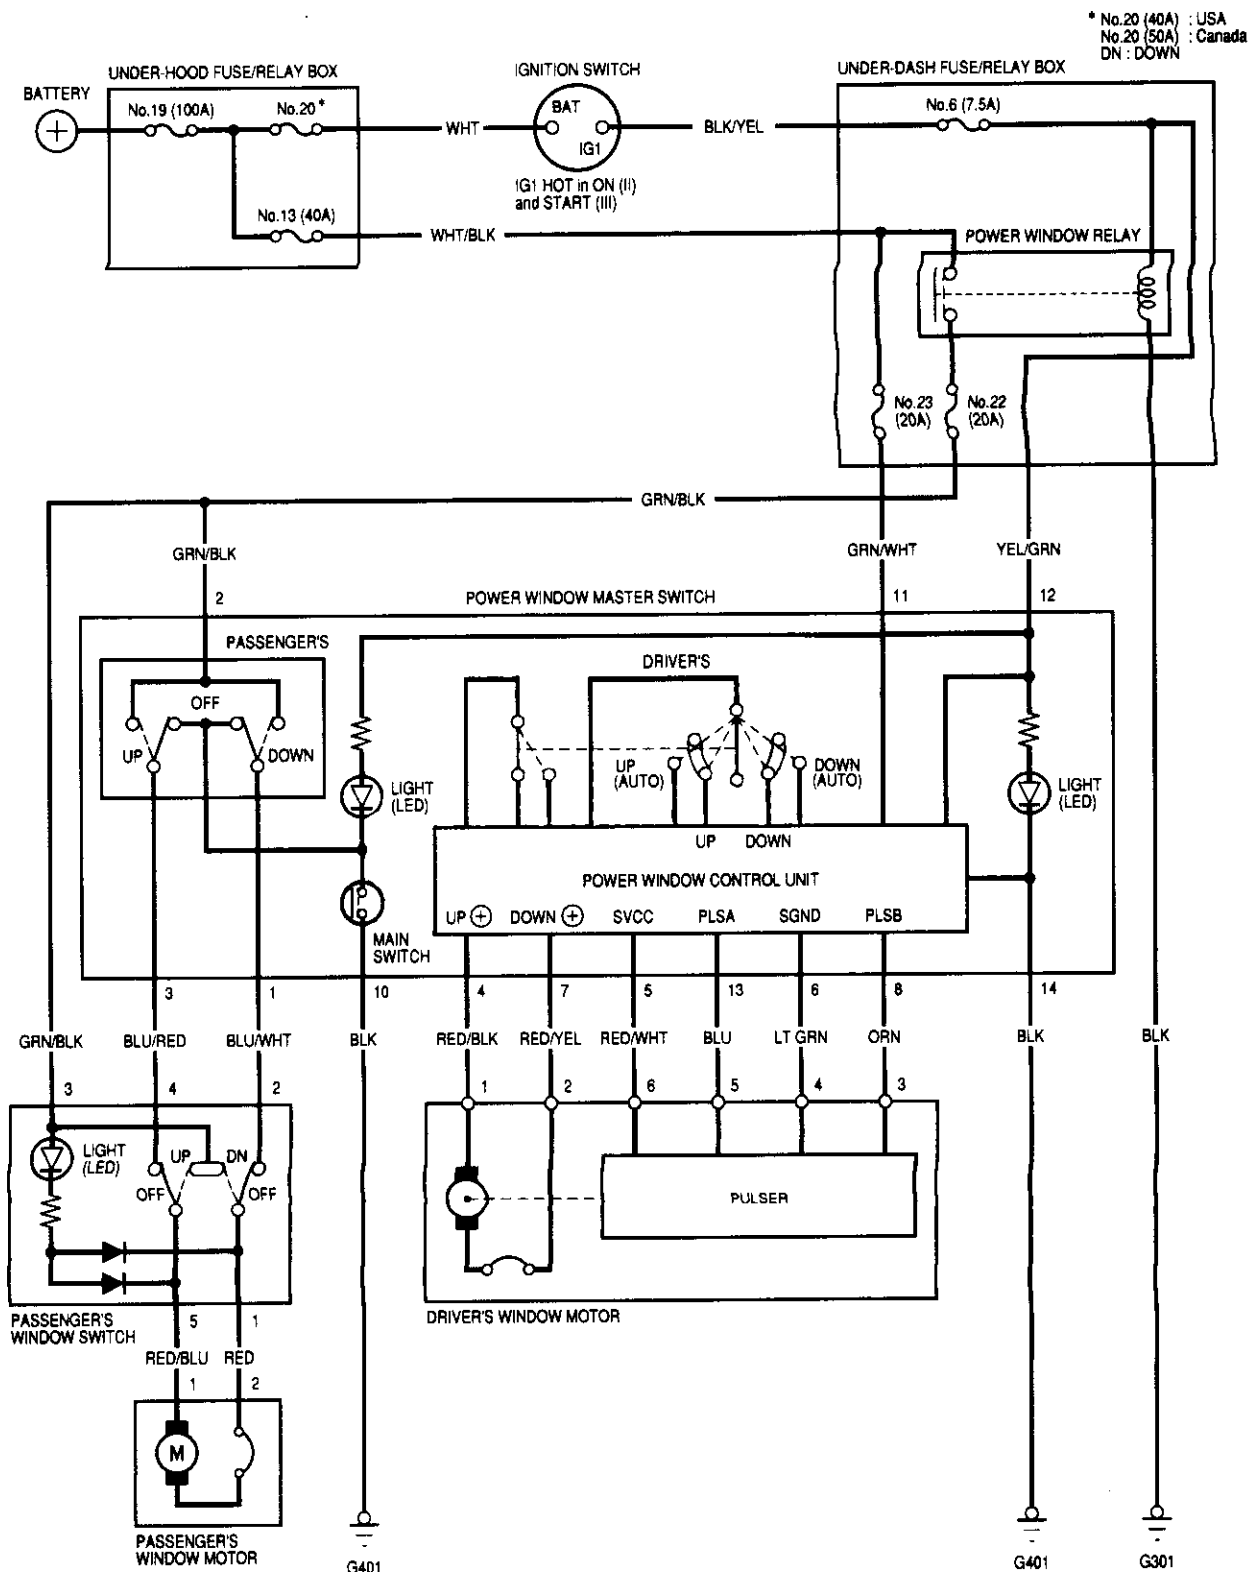 * No.20 (40A) : USA
No.20 (50A) : Canada
DN : DOWN
UNDER-HOOD FUSE/RELAY BOX
IGNITION SWITCH
UNDER-DASH FUSE/RELAY BOX
BATTERY
No.19 (100A)
No.20*
BAT
No.6 (7.5A)
WHT
BLK/YEL
IG1
IG1 HOT in ON (II)
and START (III)
No.13 (40A)
WHT/BLK
POWER WINDOW RELAY
No.23
(20A)
No.22
(20A)
GRN/BLK
GRN/BLK
GRN/WHT
YEL/GRN
2
POWER WINDOW MASTER SWITCH
11
12
PASSENGER'S
DRIVER'S
OFF
UP
DOWN
UP
(AUTO)
DOWN
(AUTO)
LIGHT
(LED)
LIGHT
(LED)
UP
DOWN
POWER WINDOW CONTROL UNIT
UP +
DOWN +
SVCC
PLSA
SGND
PLSB
MAIN
SWITCH
3
1
10
4
7
5
13
6
8
14
GRN/BLK
BLU/RED
BLU/WHT
BLK
RED/BLK
RED/YEL
RED/WHT
BLU
LT GRN
ORN
BLK
BLK
3
4
2
1
2
6
5
4
3
LIGHT
(LED)
UP
DN
OFF
OFF
PULSER
PASSENGER'S
WINDOW SWITCH
5
1
DRIVER'S WINDOW MOTOR
RED/BLU
RED
1
2
M
PASSENGER'S
WINDOW MOTOR
G401
G401
G301